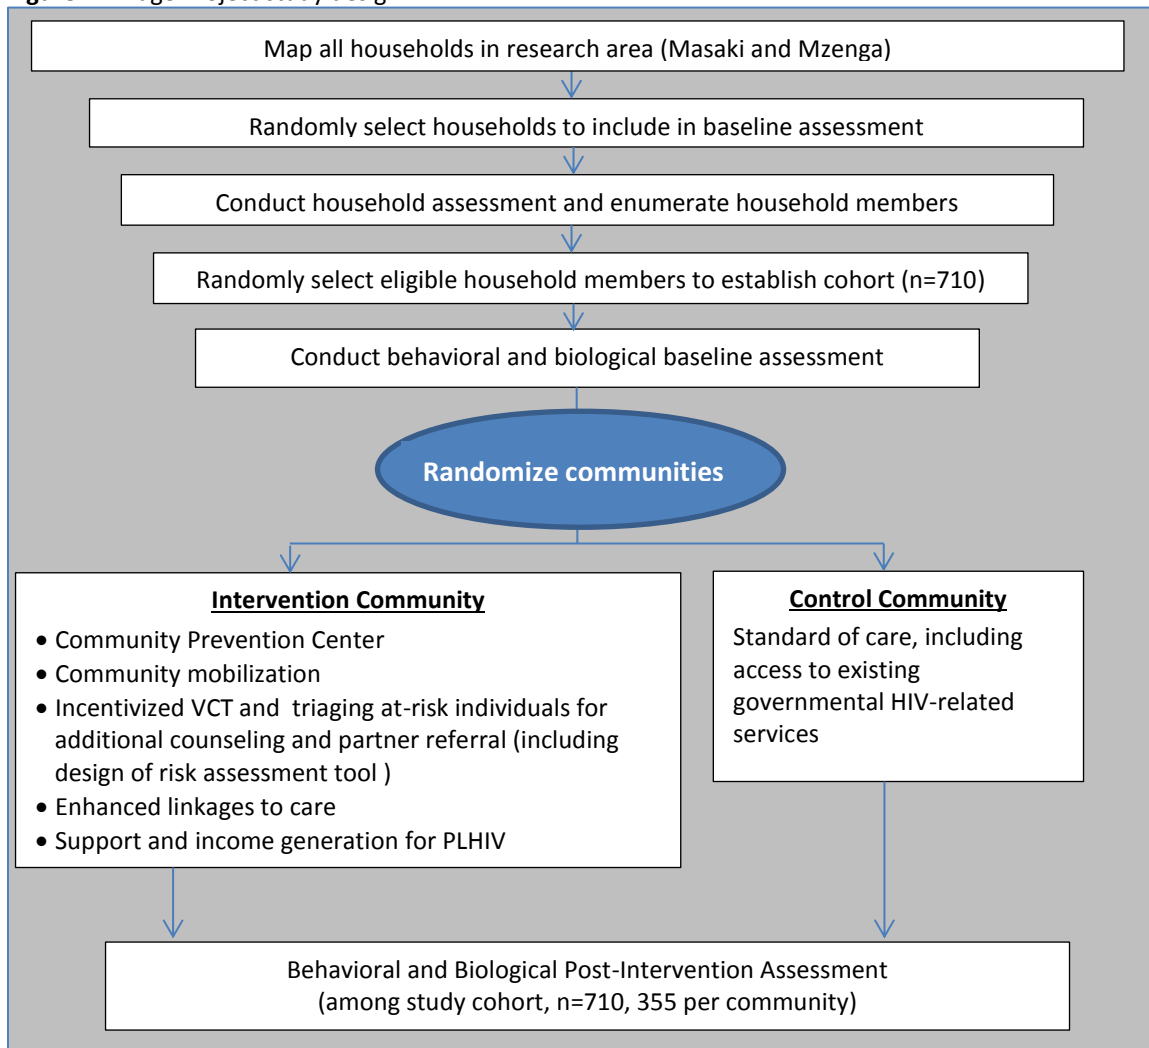 Map all households in research area (Masaki and Mzenga)
Randomly select households to include in baseline assessment
Conduct household assessment and enumerate household members
Randomly select eligible household members to establish cohort (n=710)
Conduct behavioral and biological baseline assessment
Randomize communities
Intervention Community
• Community Prevention Center
• Community mobilization
• Incentivized VCT and triaging at-risk individuals for
additional counseling and partner referral (including
design of risk assessment tool )
• Enhanced linkages to care
• Support and income generation for PLHIV
Control Community
Standard of care, including
access to existing
governmental HIV-related
services
Behavioral and Biological Post-Intervention Assessment
(among study cohort, n=710, 355 per community)